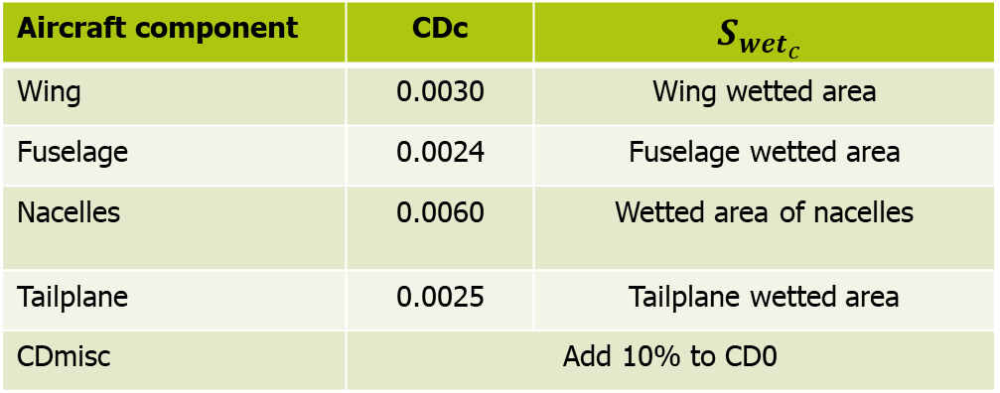 Aircraft component CDc S_{wet_C}
Wing 0.0030 Wing wetted area
Fuselage 0.0024 Fuselage wetted area
Nacelles 0.0060 Wetted area of nacelles
Tailplane 0.0025 Tailplane wetted area
CDmisc Add 10% to CD0